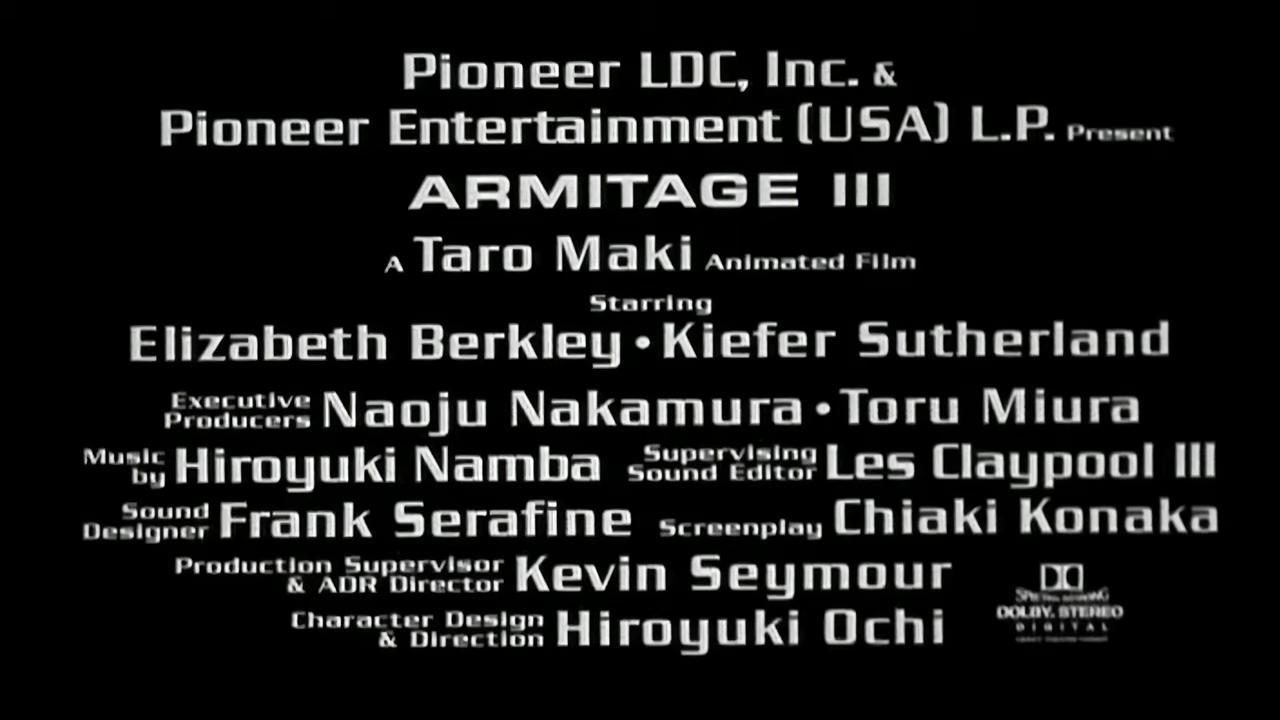 Pioneer LDC, Inc. &
Pioneer Entertainment (USA) L.P. Present
ARMITAGE III
A Taro Maki Animated Film
Starring
Elizabeth Berkley • Kiefer Sutherland
Executive Producers Naoju Nakamura • Toru Miura
Music by Hiroyuki Namba Supervising Sound Editor Les Claypool III
Sound Designer Frank Serafine Screenplay Chiaki Konaka
Production Supervisor & ADR Director Kevin Seymour
Character Design & Direction Hiroyuki Ochi
DOLBY STEREO
DIGITAL